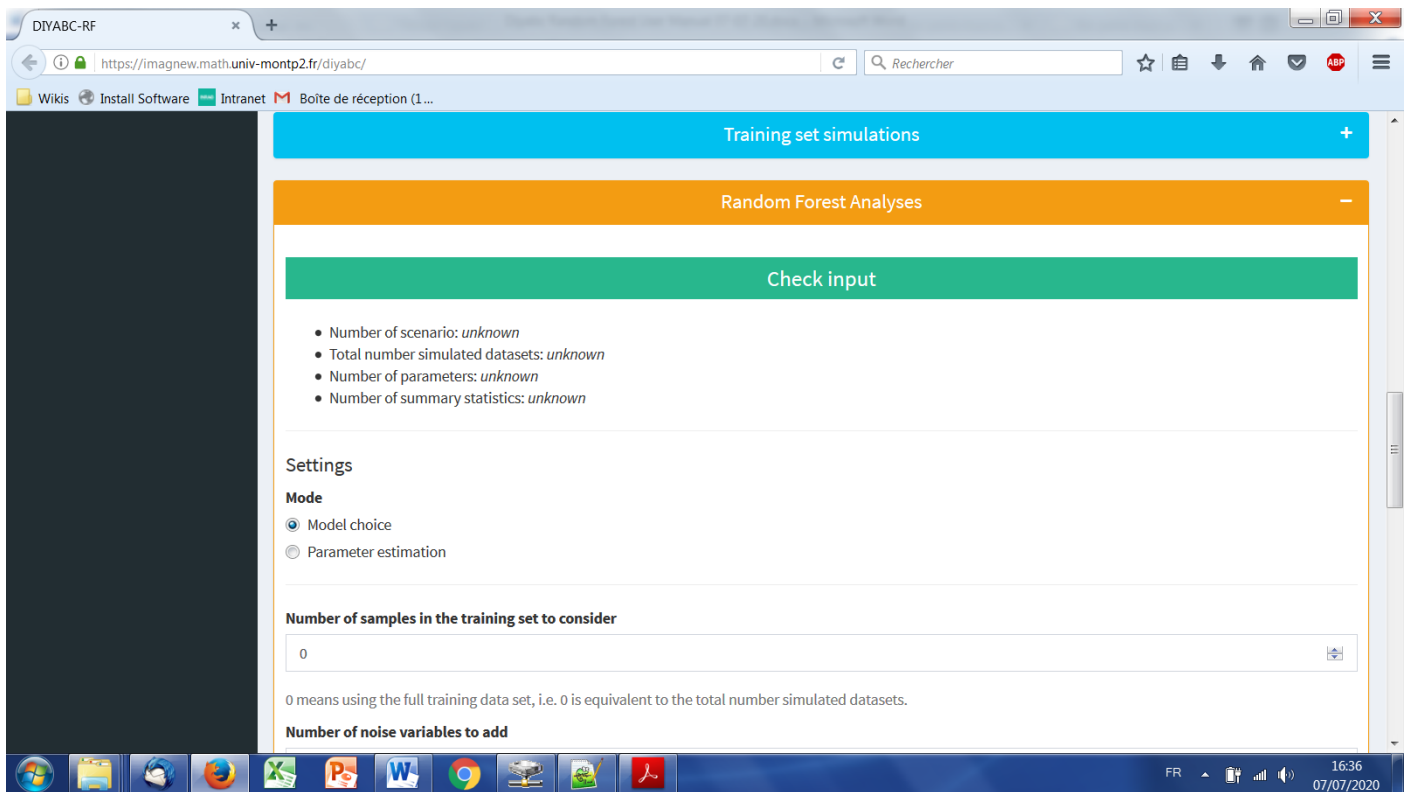 DIYABC-RF
https://imagnew.math.univ-montp2.fr/diyabc/
Rechercher
ABP
Wikis Install Software Intranet Boîte de réception (1...
Training set simulations
Random Forest Analyses
Check input
Number of scenario: unknown
Total number simulated datasets: unknown
Number of parameters: unknown
Number of summary statistics: unknown
Settings
Mode
Model choice
Parameter estimation
Number of samples in the training set to consider
0
0 means using the full training data set, i.e. 0 is equivalent to the total number simulated datasets.
Number of noise variables to add
FR
16:36
07/07/2020